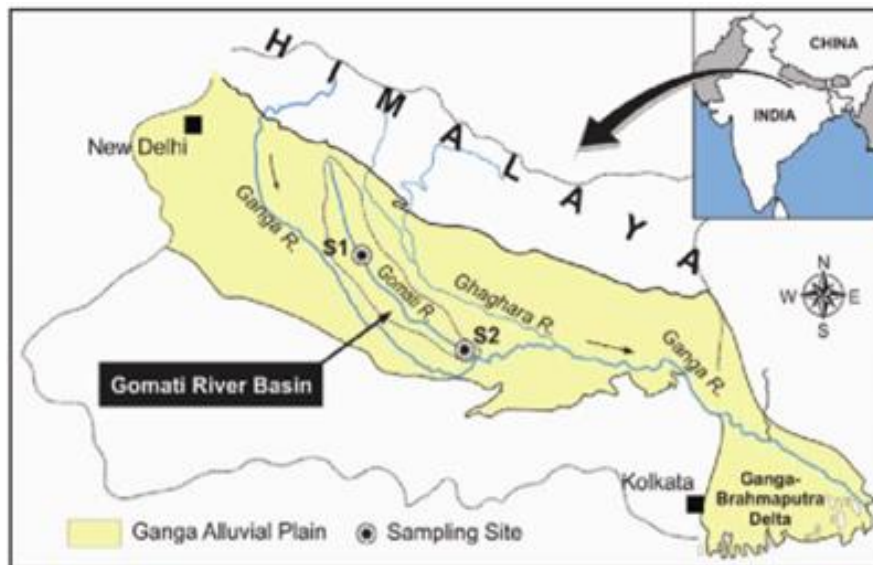 H I M A L A Y A
CHINA
INDIA
New Delhi
Ganga R.
S1
Gomati R.
Ghaghara R.
S2
Ganga R.
Gomati River Basin
N
W E
S
Kolkata
Ganga-
Brahmaputra
Delta
Ganga Alluvial Plain
Sampling Site